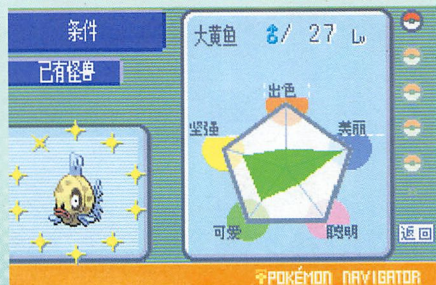 条件
已有怪兽
大黄鱼 ♂/ 27 Lv
出色
坚强
美丽
可爱
聪明
返回
POKÉMON NAVIGATOR